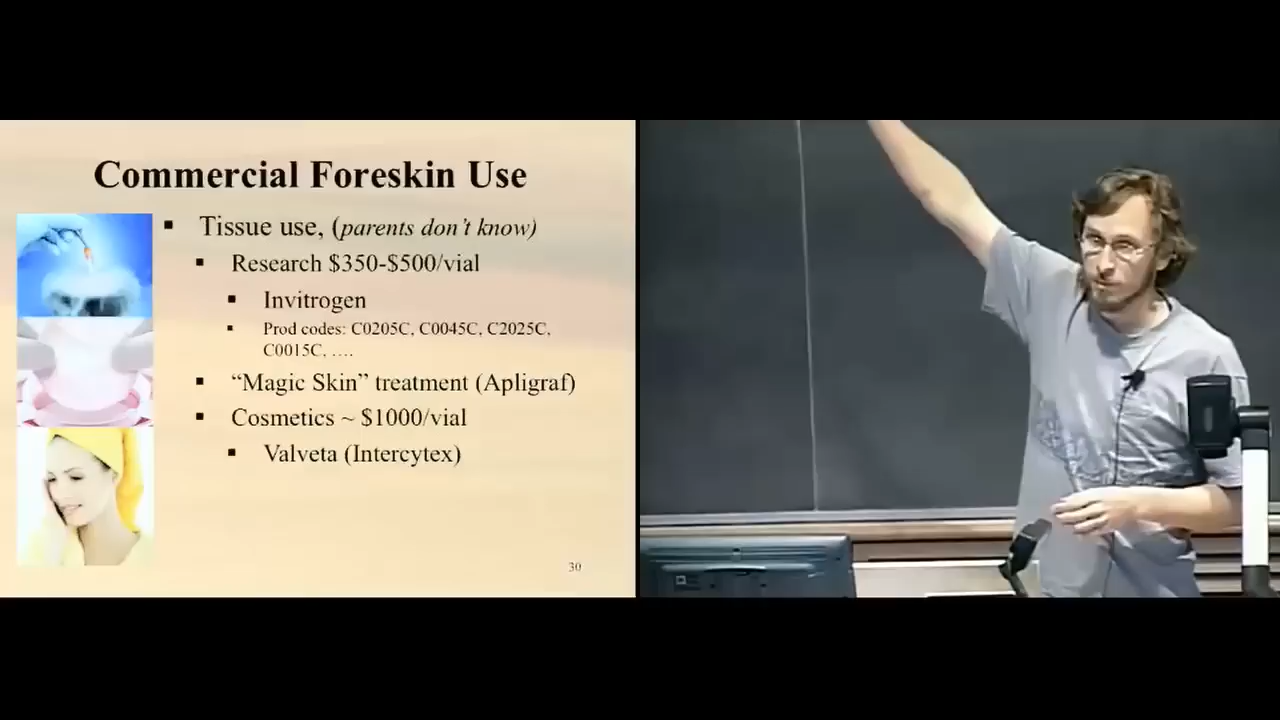 Commercial Foreskin Use
Tissue use, (parents don't know)
Research $350-$500/vial
Invitrogen
Prod codes: C0205C, C0045C, C2025C,
C0015C, ….
“Magic Skin” treatment (Apligraf)
Cosmetics ~ $1000/vial
Valveta (Intercytex)
30